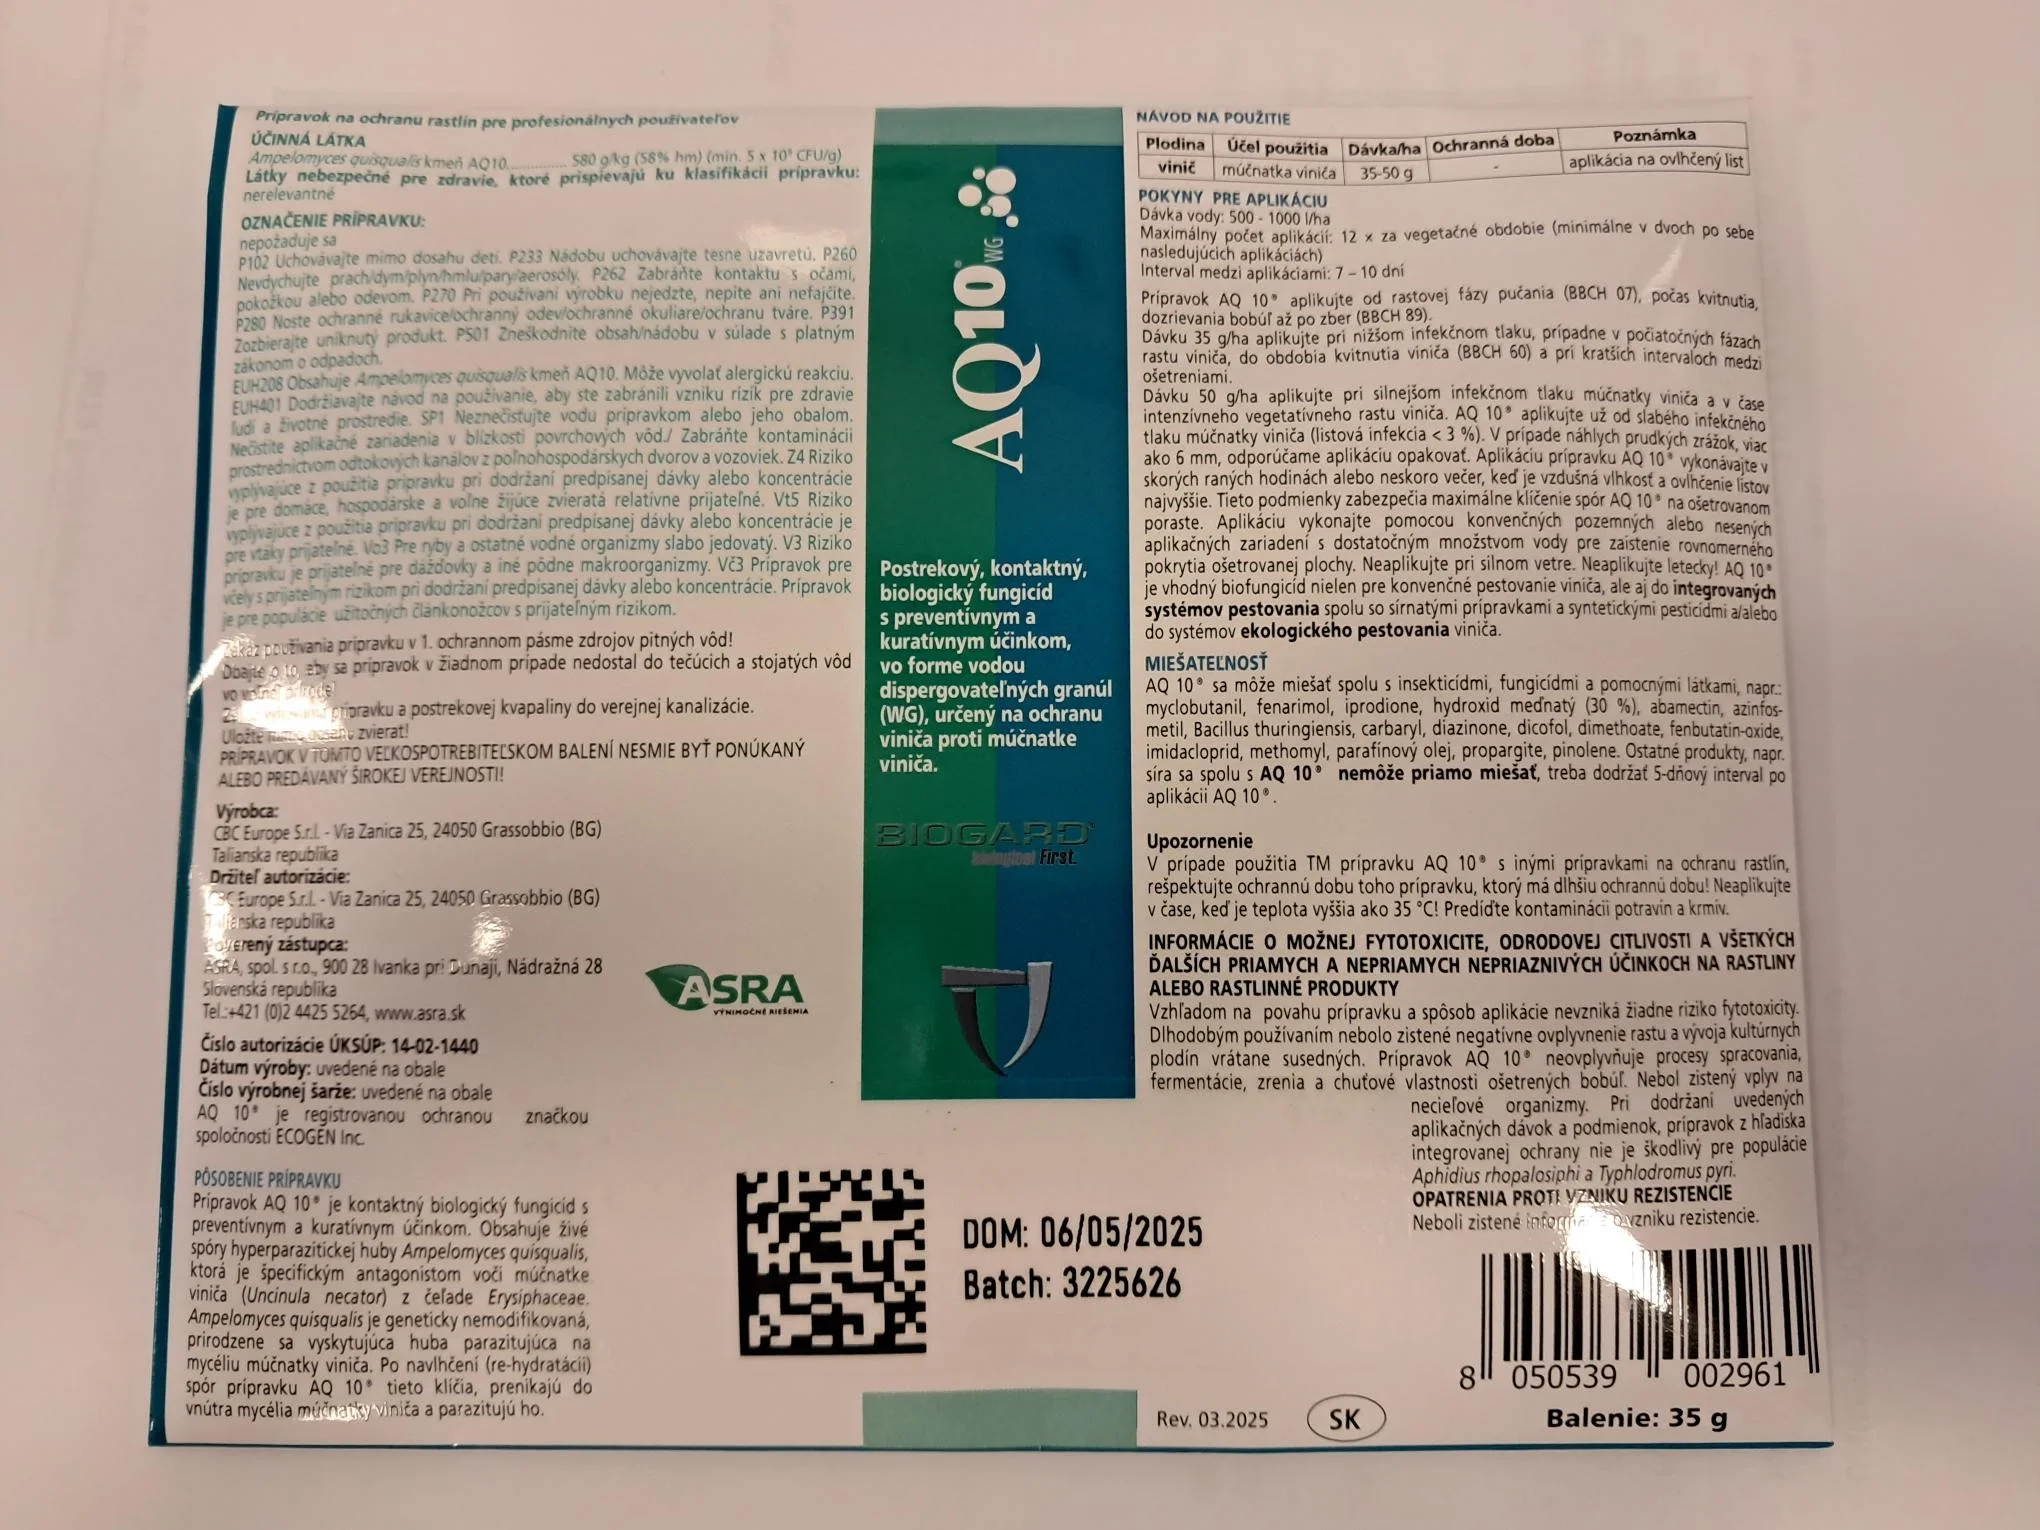 Prípravok na ochranu rastlín pre profesionálnych používateľov
ÚČINNÁ LÁTKA
Ampelomyces quisqualis kmeň AQ10.............. 580 g/kg (58% hm) (min. 5 x 10⁹ CFU/g)
Látky nebezpečné pre zdravie, ktoré prispievajú ku klasifikácii prípravku:
nerelevantné
OZNAČENIE PRÍPRAVKU:
nepožaduje sa
P102 Uchovávajte mimo dosahu detí. P233 Nádobu uchovávajte tesne uzavretú. P260
Nevdychujte prach/dym/plyn/hmlu/pary/aerosóly. P262 Zabráňte kontaktu s očami,
pokožkou alebo odevom. P270 Pri používaní výrobku nejedzte, nepite ani nefajčite.
P280 Noste ochranné rukavice/ochranný odev/ochranné okuliare/ochranu tváre. P391
Zozbierajte uniknutý produkt. P501 Zneškodnite obsah/nádobu v súlade s platným
zákonom o odpadoch.
EUH208 Obsahuje Ampelomyces quisqualis kmeň AQ10. Môže vyvolať alergickú reakciu.
EUH401 Dodržiavajte návod na používanie, aby ste zabránili vzniku rizík pre zdravie
ľudí a životné prostredie. SP1 Neznečistujte vodu prípravkom alebo jeho obalom.
Nečistite aplikačné zariadenia v blízkosti povrchových vôd./ Zabráňte kontaminácii
prostredníctvom odtokových kanálov z poľnohospodárskych dvorov a vozoviek. Z4 Riziko
vyplývajúce z použitia prípravku pri dodržaní predpísanej dávky alebo koncentrácie
je pre domáce, hospodárske a voľne žijúce zvieratá relatívne prijateľné. Vt5 Riziko
vyplývajúce z použitia prípravku pri dodržaní predpísanej dávky alebo koncentrácie je
pre vtáky prijateľné. Vo3 Pre ryby a ostatné vodné organizmy slabo jedovatý. V3 Riziko
prípravku je prijateľné pre dážďovky a iné pôdne makroorganizmy. Vč3 Prípravok pre
včely s prijateľným rizikom pri dodržaní predpísanej dávky alebo koncentrácie. Prípravok
je pre populácie užitočných článkonožcov s prijateľným rizikom.
Zákaz používania prípravku v 1. ochrannom pásme zdrojov pitných vôd!
Dbajte o to, aby sa prípravok v žiadnom prípade nedostal do tečúcich a stojatých vôd
vo voľnej prírode!
prípravku a postrekovej kvapaliny do verejnej kanalizácie.
Uložte mimo dosahu zvierat!
PRÍPRAVOK V TOMTO VEĽKOSPOTREBITEĽSKOM BALENÍ NESMIE BYŤ PONÚKANÝ
ALEBO PREDÁVANÝ ŠIROKEJ VEREJNOSTI!
Výrobca:
CBC Europe S.r.l. - Via Zanica 25, 24050 Grassobbio (BG)
Talianska republika
Držiteľ autorizácie:
CBC Europe S.r.l. - Via Zanica 25, 24050 Grassobbio (BG)
Talianska republika
Poverený zástupca:
ASRA, spol. s r.o., 900 28 Ivanka pri Dunaji, Nádražná 28
Slovenská republika
Tel.:+421 (0)2 4425 5264, www.asra.sk
Číslo autorizácie ÚKSÚP: 14-02-1440
Dátum výroby: uvedené na obale
Číslo výrobnej šarže: uvedené na obale
AQ 10® je registrovanou ochranou značkou
spoločnosti ECOGEN Inc.
ASRA
VÝNIMOČNÉ RIEŠENIA
PÔSOBENIE PRÍPRAVKU
Prípravok AQ 10® je kontaktný biologický fungicíd s
preventívnym a kuratívnym účinkom. Obsahuje živé
spóry hyperparazitickej huby Ampelomyces quisqualis,
ktorá je špecifickým antagonistom voči múčnatke
viniča (Uncinula necator) z čeľade Erysiphaceae.
Ampelomyces quisqualis je geneticky nemodifikovaná,
prirodzene sa vyskytujúca huba parazitujúca na
mycéliu múčnatky viniča. Po navlhčení (re-hydratácii)
spór prípravku AQ 10® tieto klíčia, prenikajú do
vnútra mycélia múčnatky viniča a parazitujú ho.
AQ10® WG
Postrekový, kontaktný,
biologický fungicíd
s preventívnym a
kuratívnym účinkom,
vo forme vodou
dispergovateľných granúl
(WG), určený na ochranu
viniča proti múčnatke
viniča.
BIOGARD®
biological First.
DOM: 06/05/2025
Batch: 3225626
NÁVOD NA POUŽITIE
Plodina Účel použitia Dávka/ha Ochranná doba Poznámka
vinič múčnatka viniča 35-50 g - aplikácia na ovlhčený list
POKYNY PRE APLIKÁCIU
Dávka vody: 500 - 1000 l/ha
Maximálny počet aplikácií: 12 x za vegetačné obdobie (minimálne v dvoch po sebe
nasledujúcich aplikáciách)
Interval medzi aplikáciami: 7 – 10 dní
Prípravok AQ 10® aplikujte od rastovej fázy pučania (BBCH 07), počas kvitnutia,
dozrievania bobúľ až po zber (BBCH 89).
Dávku 35 g/ha aplikujte pri nižšom infekčnom tlaku, prípadne v počiatočných fázach
rastu viniča, do obdobia kvitnutia viniča (BBCH 60) a pri kratších intervaloch medzi
ošetreniami.
Dávku 50 g/ha aplikujte pri silnejšom infekčnom tlaku múčnatky viniča a v čase
intenzívneho vegetatívneho rastu viniča. AQ 10® aplikujte už od slabého infekčného
tlaku múčnatky viniča (listová infekcia < 3 %). V prípade náhlych prudkých zrážok, viac
ako 6 mm, odporúčame aplikáciu opakovať. Aplikáciu prípravku AQ 10® vykonávajte v
skorých raných hodinách alebo neskoro večer, keď je vzdušná vlhkosť a ovlhčenie listov
najvyššie. Tieto podmienky zabezpečia maximálne klíčenie spór AQ 10® na ošetrovanom
poraste. Aplikáciu vykonajte pomocou konvenčných pozemných alebo nesených
aplikačných zariadení s dostatočným množstvom vody pre zaistenie rovnomerného
pokrytia ošetrovanej plochy. Neaplikujte pri silnom vetre. Neaplikujte letecky! AQ 10®
je vhodný biofungicíd nielen pre konvenčné pestovanie viniča, ale aj do integrovaných
systémov pestovania spolu so sírnatými prípravkami a syntetickými pesticídmi a/alebo
do systémov ekologického pestovania viniča.
MIEŠATEĽNOSŤ
AQ 10® sa môže miešať spolu s insekticídmi, fungicídmi a pomocnými látkami, napr.:
myclobutanil, fenarimol, iprodione, hydroxid meďnatý (30 %), abamectin, azinfos-
metil, Bacillus thuringiensis, carbaryl, diazinone, dicofol, dimethoate, fenbutatin-oxide,
imidacloprid, methomyl, parafínový olej, propargite, pinolene. Ostatné produkty, napr.
síra sa spolu s AQ 10® nemôže priamo miešať, treba dodržať 5-dňový interval po
aplikácii AQ 10®.
Upozornenie
V prípade použitia TM prípravku AQ 10® s inými prípravkami na ochranu rastlín,
rešpektujte ochrannú dobu toho prípravku, ktorý má dlhšiu ochrannú dobu! Neaplikujte
v čase, keď je teplota vyššia ako 35 °C! Predíďte kontaminácii potravín a krmív.
INFORMÁCIE O MOŽNEJ FYTOTOXICITE, ODRODOVEJ CITLIVOSTI A VŠETKÝCH
ĎALŠÍCH PRIAMYCH A NEPRIAMYCH NEPRIAZNIVÝCH ÚČINKOCH NA RASTLINY
ALEBO RASTLINNÉ PRODUKTY
Vzhľadom na povahu prípravku a spôsob aplikácie nevzniká žiadne riziko fytotoxicity.
Dlhodobým používaním nebolo zistené negatívne ovplyvnenie rastu a vývoja kultúrnych
plodín vrátane susedných. Prípravok AQ 10® neovplyvňuje procesy spracovania,
fermentácie, zrenia a chuťové vlastnosti ošetrených bobúľ. Nebol zistený vplyv na
necieľové organizmy. Pri dodržaní uvedených
aplikačných dávok a podmienok, prípravok z hľadiska
integrovanej ochrany nie je škodlivý pre populácie
Aphidius rhopalosiphi a Typhlodromus pyri.
OPATRENIA PROTI VZNIKU REZISTENCIE
Neboli zistené informácie o vzniku rezistencie.
8 050539 002961
Rev. 03.2025
SK
Balenie: 35 g